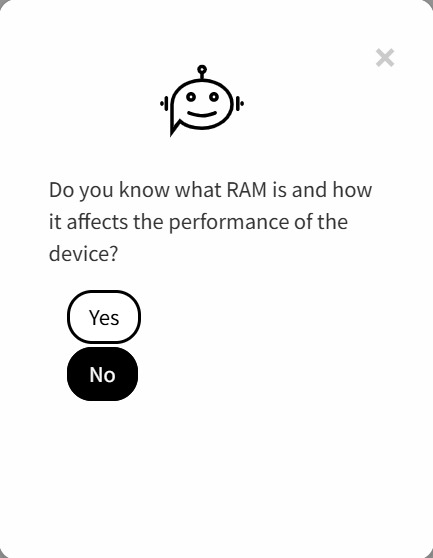 Do you know what RAM is and how
it affects the performance of the
device?
Yes
No